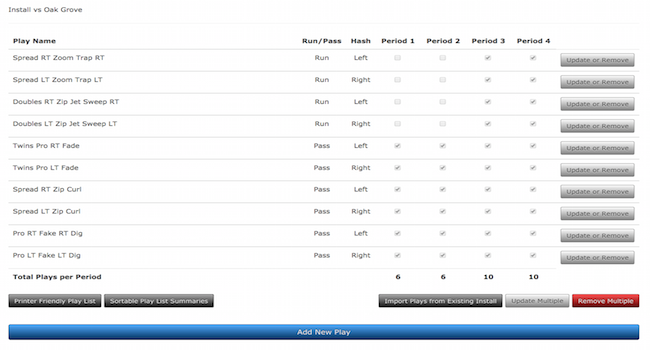 Install vs Oak Grove
Play Name Run/Pass Hash Period 1 Period 2 Period 3 Period 4
Spread RT Zoom Trap RT Run Left Update or Remove
Spread LT Zoom Trap LT Run Right Update or Remove
Doubles RT Zip Jet Sweep RT Run Left Update or Remove
Doubles LT Zip Jet Sweep LT Run Right Update or Remove
Twins Pro RT Fade Pass Left Update or Remove
Twins Pro LT Fade Pass Right Update or Remove
Spread RT Zip Curl Pass Left Update or Remove
Spread LT Zip Curl Pass Right Update or Remove
Pro RT Fake RT Dig Pass Left Update or Remove
Pro LT Fake LT Dig Pass Right Update or Remove
Total Plays per Period 6 6 10 10
Printer Friendly Play List Sortable Play List Summaries Import Plays from Existing Install Update Multiple Remove Multiple
Add New Play